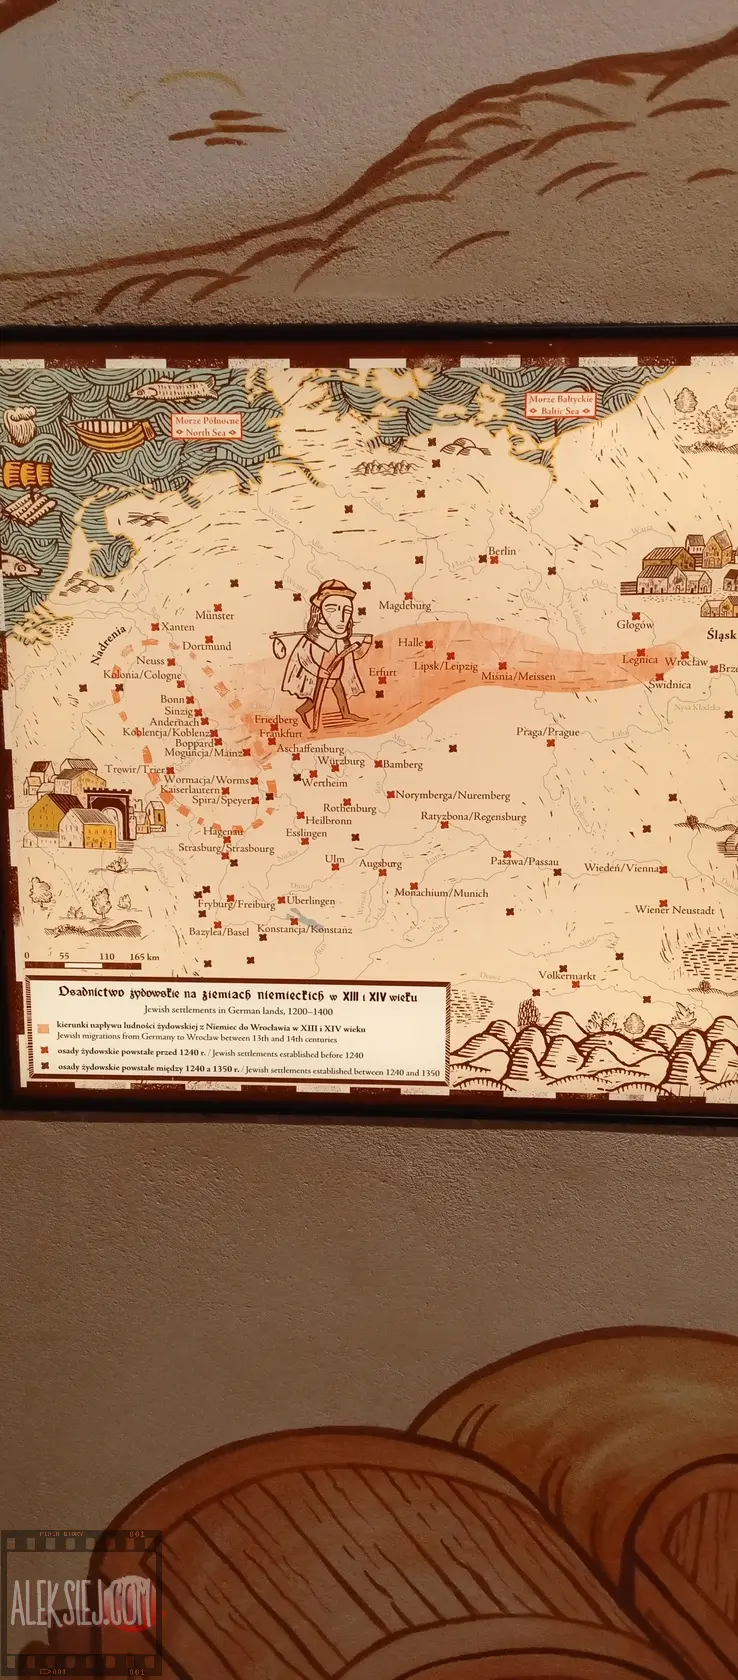 Morze Północne
North Sea
Morze Bałtyckie
Baltic Sea
Berlin
Magdeburg
Münster
Xanten
Nadrenia
Dortmund
Głogów
Śląsk
Halle
Neuss
Legnica
Wrocław
Kolonia/Cologne
Erfurt
Lipsk/Leipzig
Miśnia/Meissen
Świdnica
Bonn
Sinzig
Andernach
Friedberg
Koblencja/Koblenz
Frankfurt
Praga/Prague
Boppard
Moguncja/Mainz
Aschaffenburg
Würzburg
Bamberg
Trewir/Trier
Wormacja/Worms
Wertheim
Kaiserlautern
Spira/Speyer
Norymberga/Nuremberg
Rothenburg
Heilbronn
Ratyzbona/Regensburg
Hagenau
Esslingen
Strasburg/Strasbourg
Ulm
Augsburg
Pasawa/Passau
Wiedeń/Vienna
Monachium/Munich
Fryburg/Freiburg
Überlingen
Wiener Neustadt
Bazylea/Basel
Konstancja/Konstanz
Völkermarkt
0 55 110 165 km
Osadnictwo żydowskie na ziemiach niemieckich w XIII i XIV wieku
Jewish settlements in German lands, 1200–1400
kierunki napływu ludności żydowskiej z Niemiec do Wrocławia w XIII i XIV wieku
Jewish migrations from Germany to Wrocław between 13th and 14th centuries
osady żydowskie powstałe przed 1240 r. / Jewish settlements established before 1240
osady żydowskie powstałe między 1240 a 1350 r. / Jewish settlements established between 1240 and 1350
ALEKSIEJ.COM